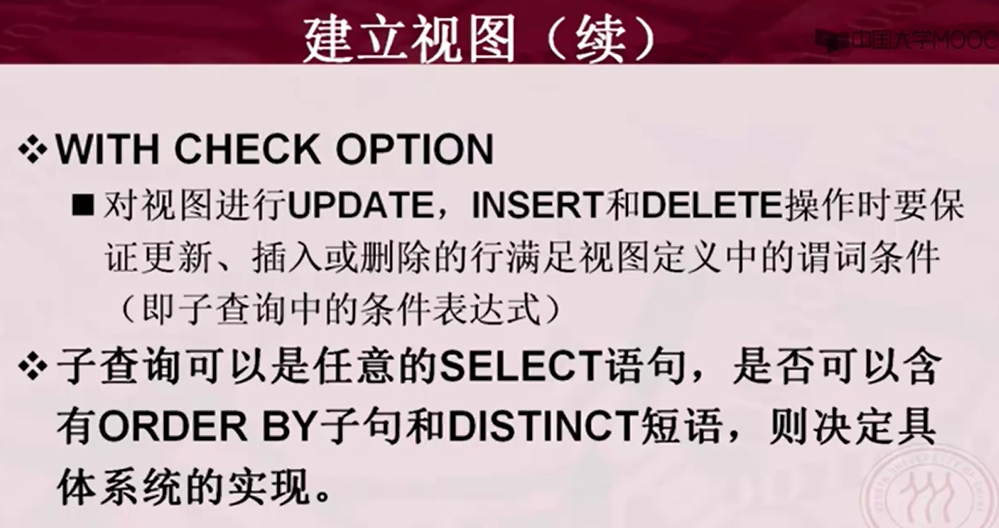 建立视图（续）
中国大学MOOC
❖WITH CHECK OPTION
■对视图进行UPDATE，INSERT和DELETE操作时要保
证更新、插入或删除的行满足视图定义中的谓词条件
（即子查询中的条件表达式）
❖子查询可以是任意的SELECT语句，是否可以含
有ORDER BY子句和DISTINCT短语，则决定具
体系统的实现。